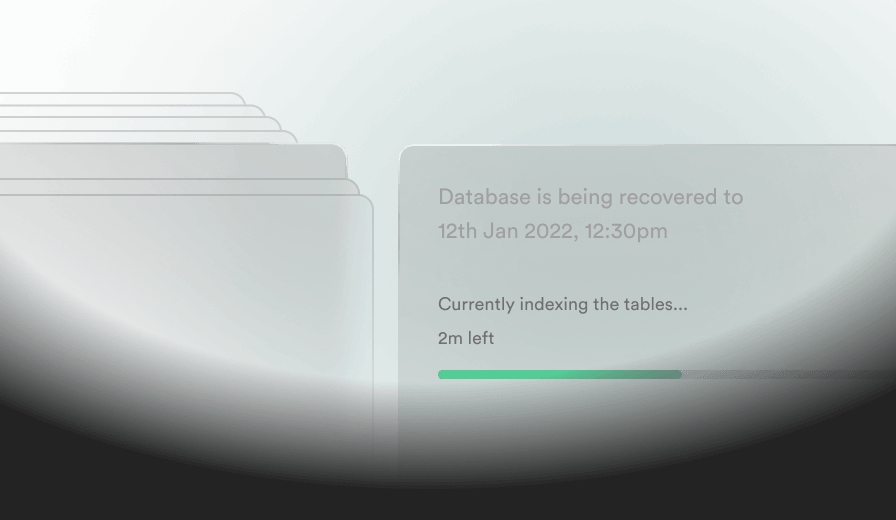 Database is being recovered to
12th Jan 2022, 12:30pm
Currently indexing the tables...
2m left